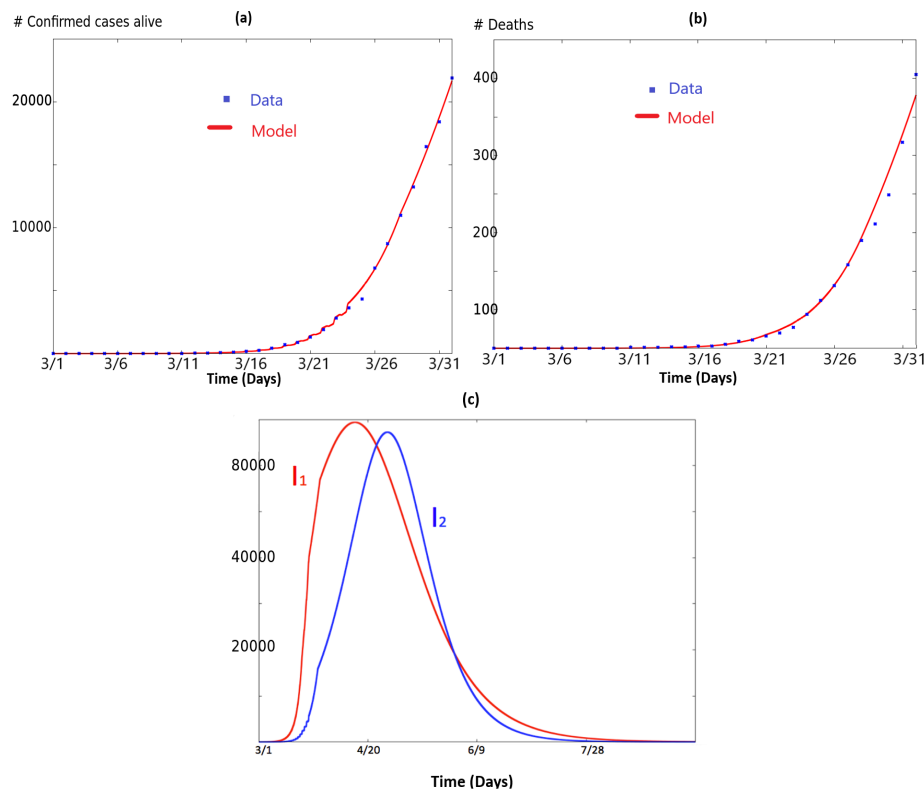 (a)
# Confirmed cases alive
20000
10000
Data
Model
3/1 3/6 3/11 3/16 3/21 3/26 3/31
Time (Days)
(b)
# Deaths
400
300
200
100
Data
Model
3/1 3/6 3/11 3/16 3/21 3/26 3/31
Time (Days)
(c)
80000
40000
20000
I1
I2
3/1 4/20 6/9 7/28
Time (Days)